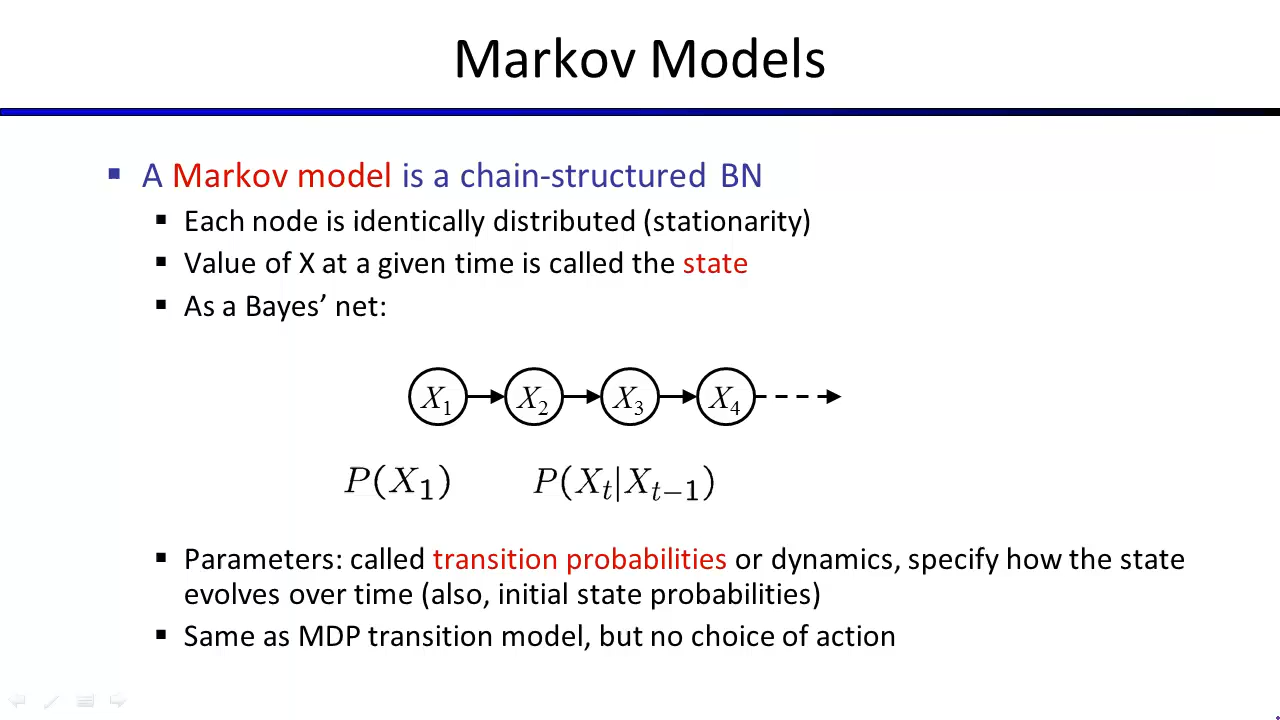 Markov Models
▪ A Markov model is a chain-structured BN
▪ Each node is identically distributed (stationarity)
▪ Value of X at a given time is called the state
▪ As a Bayes’ net:
X₁ X₂ X₃ X₄
P(X₁) P(Xₜ|Xₜ₋₁)
▪ Parameters: called transition probabilities or dynamics, specify how the state
evolves over time (also, initial state probabilities)
▪ Same as MDP transition model, but no choice of action